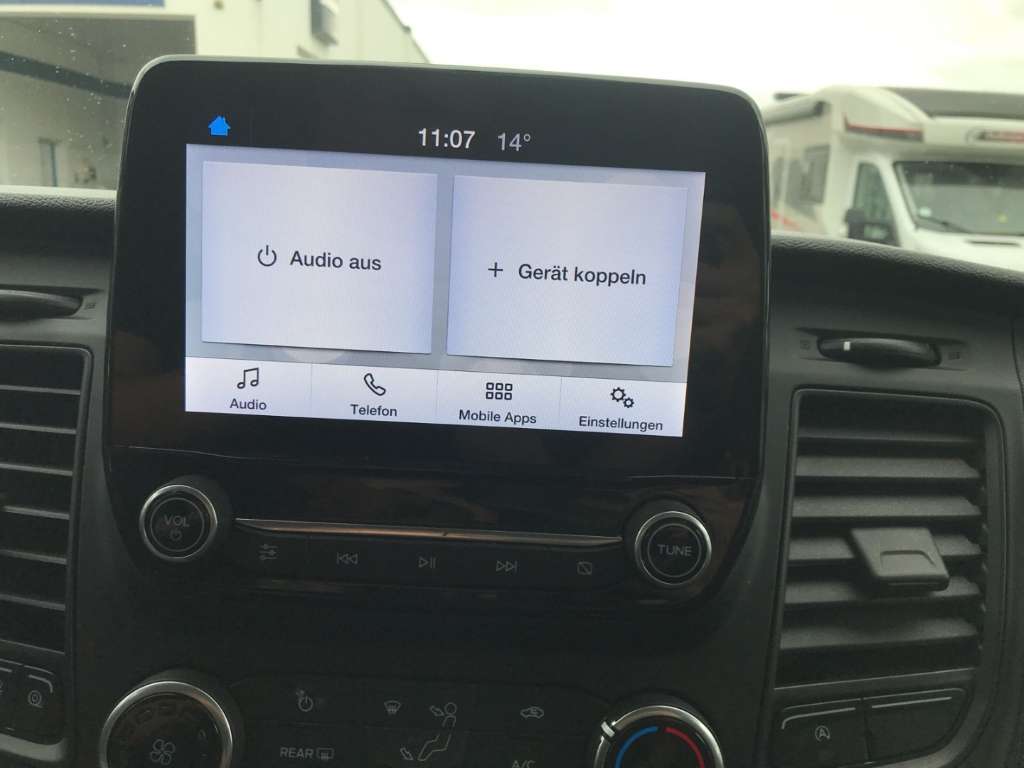 11:07 14°
Audio aus
+ Gerät koppeln
Audio
Telefon
Mobile Apps
Einstellungen
VOL
TUNE
REAR
A/C